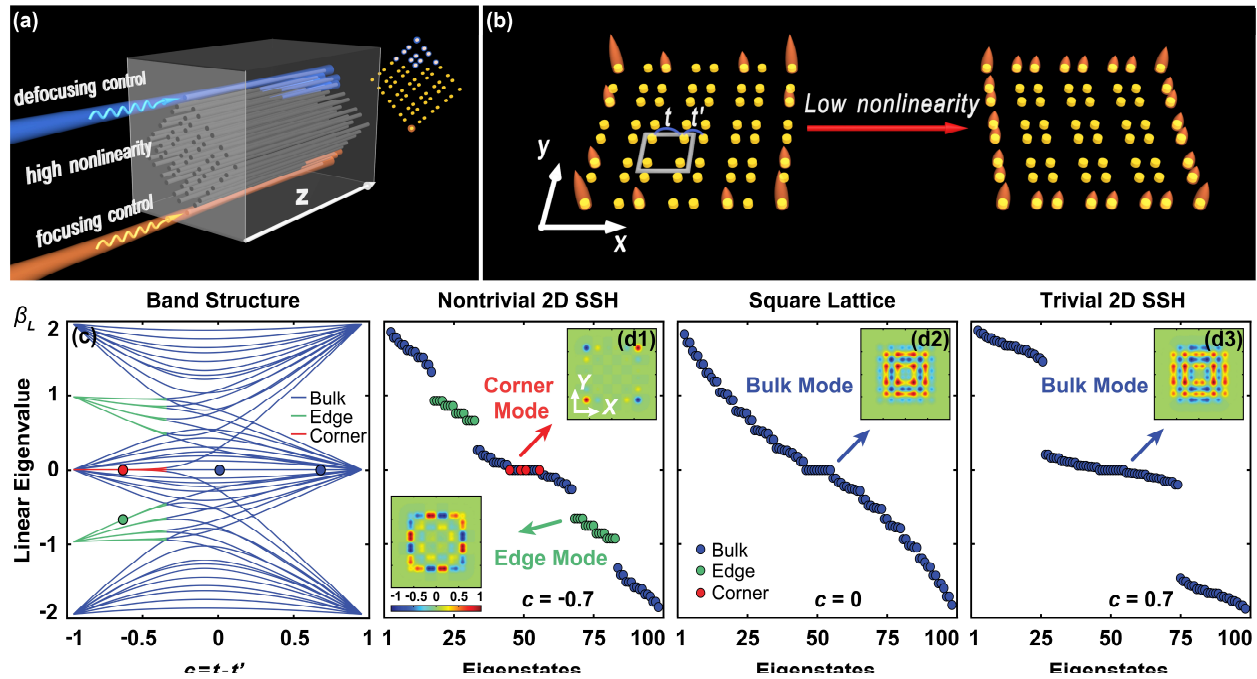 (a)
defocusing control
high nonlinearity
focusing control
z
(b)
t t'
Low nonlinearity
y
x
Band Structure
Nontrivial 2D SSH
Square Lattice
Trivial 2D SSH
β_L
(c)
Linear Eigenvalue
2
1
0
-1
-2
Bulk
Edge
Corner
-1 -0.5 0 0.5 1
c=t-t'
(d1)
Corner
Mode
Y
X
Edge Mode
-1 -0.5 0 0.5 1
c = -0.7
1 25 50 75 100
Eigenstates
(d2)
Bulk Mode
Bulk
Edge
Corner
c = 0
1 25 50 75 100
Eigenstates
(d3)
Bulk Mode
c = 0.7
1 25 50 75 100
Eigenstates